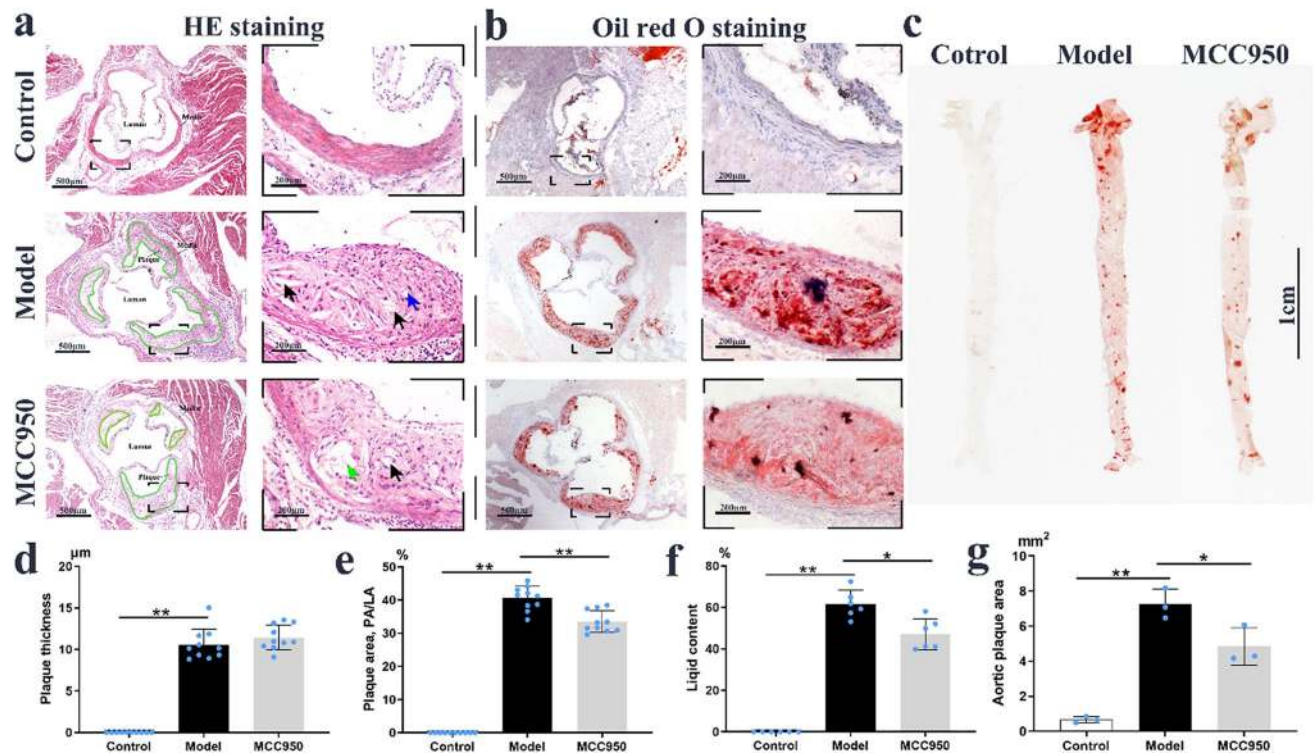 a HE staining b Oil red O staining c
Cotrol Model MCC950
Control
Lumen Media
500μm
200μm
500μm
200μm
Model
Media
Plaque
Lumen
500μm
200μm
500μm
200μm
1cm
MCC950
Media
Lumen
Plaque
500μm
200μm
500μm
200μm
d
μm
Plaque thickness
20
15
10
5
0
**
Control Model MCC950
e
%
Plaque area, PA/LA
50
40
30
20
10
0
**
**
Control Model MCC950
f
%
Liqid content
80
60
40
20
0
**
*
Control Model MCC950
g
mm²
Aortic plaque area
8
6
4
2
0
**
*
Control Model MCC950